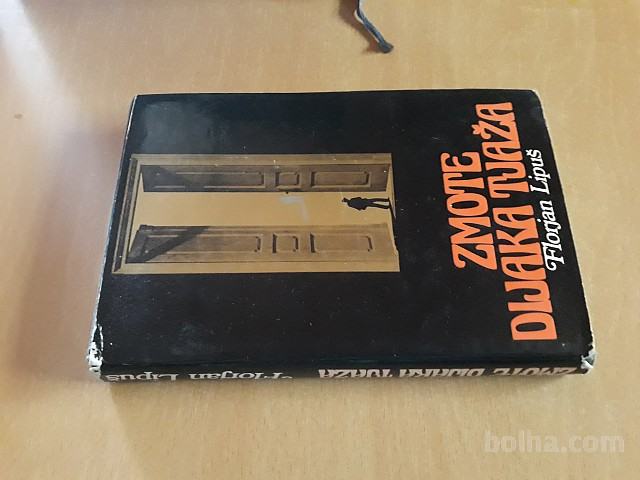 ZMOTE
DIJAKA TJAŽA
Florjan Lipuš
Florjan Lipuš ZMOTE DIJAKA TJAŽA
bolha.com